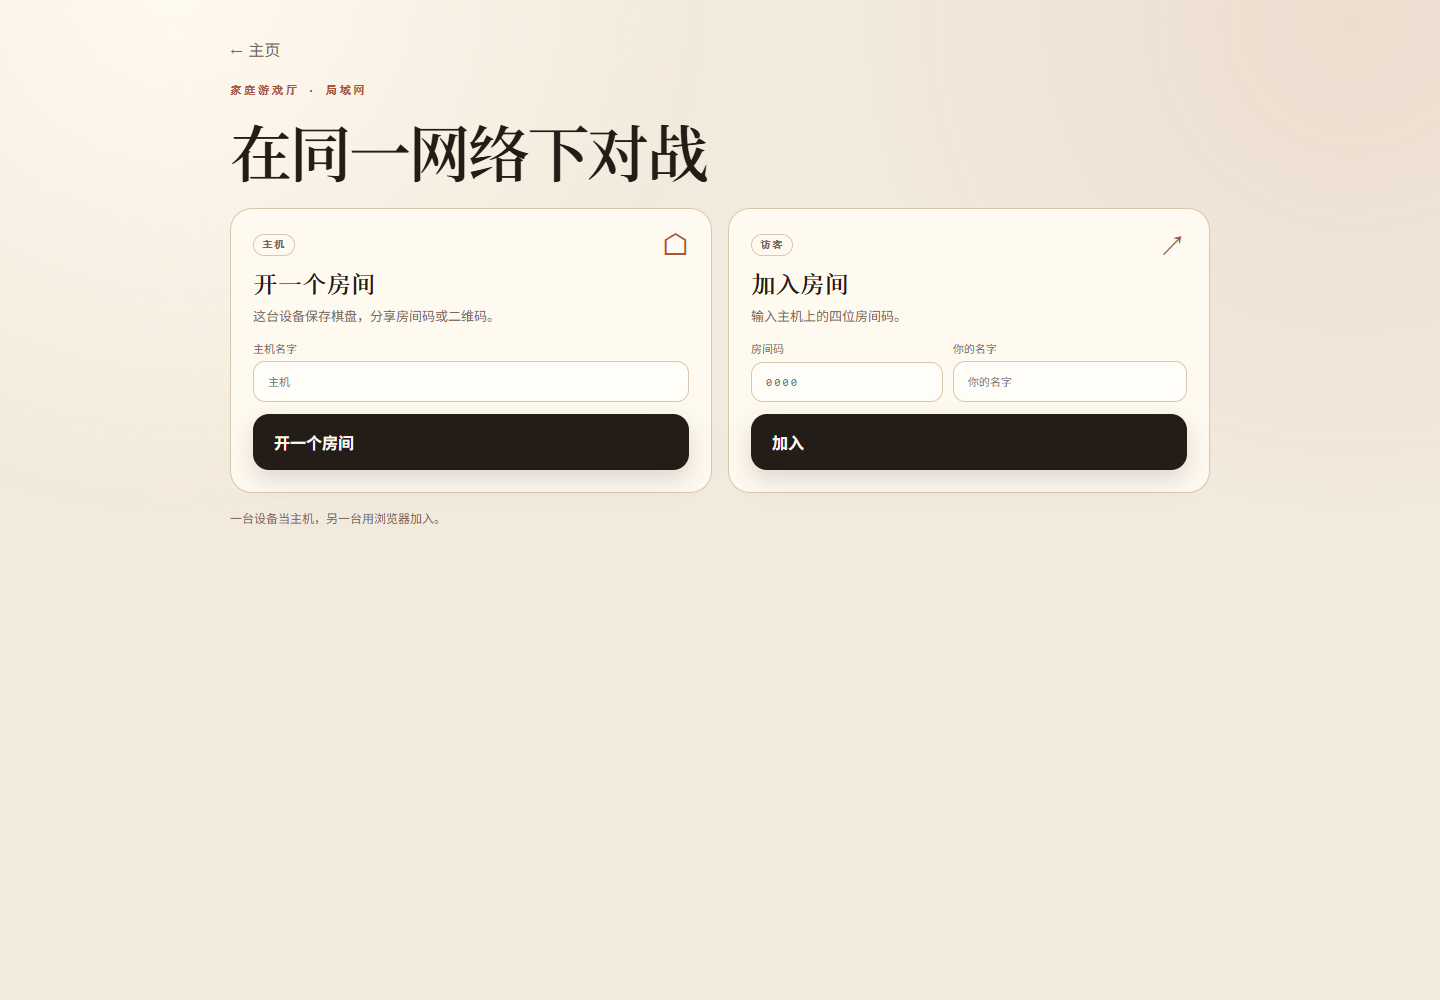 ← 主页
家庭游戏厅 · 局域网
在同一网络下对战
主机
开一个房间
这台设备保存棋盘，分享房间码或二维码。
主机名字
主机
开一个房间
访客
加入房间
输入主机上的四位房间码。
房间码
你的名字
0000
你的名字
加入
一台设备当主机，另一台用浏览器加入。